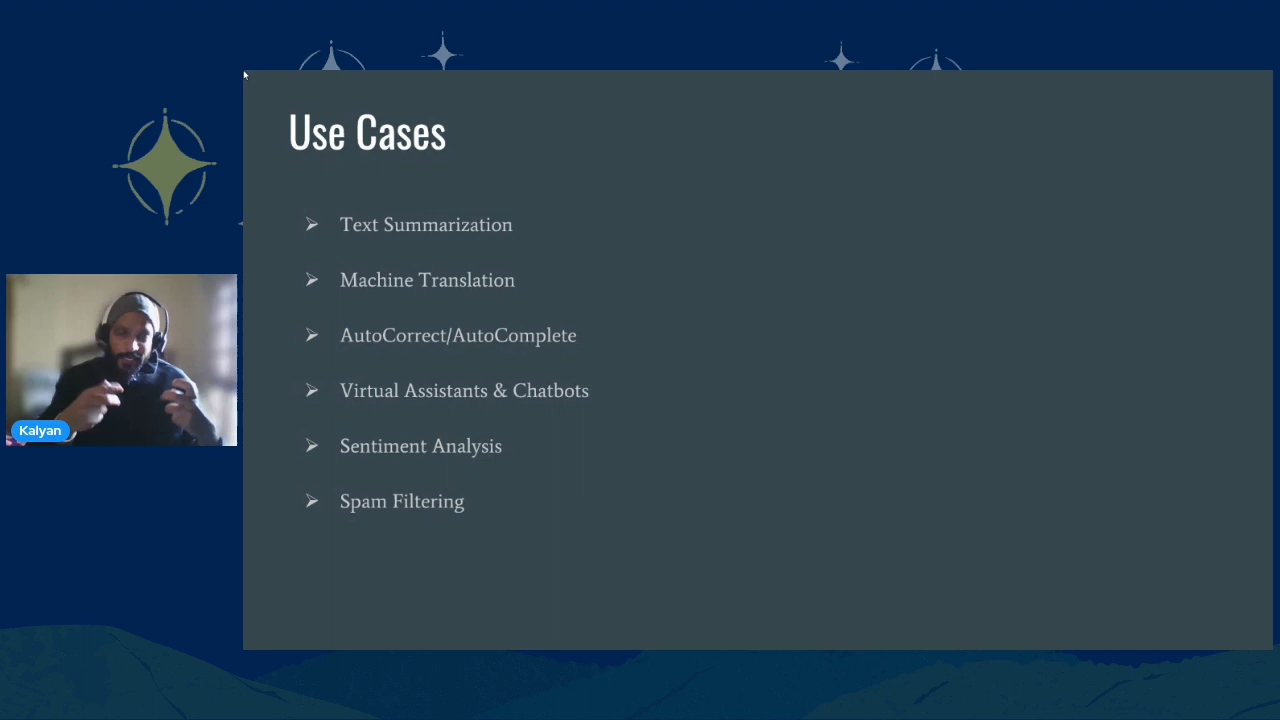 Use Cases
Text Summarization
Machine Translation
AutoCorrect/AutoComplete
Virtual Assistants & Chatbots
Sentiment Analysis
Spam Filtering
Kalyan